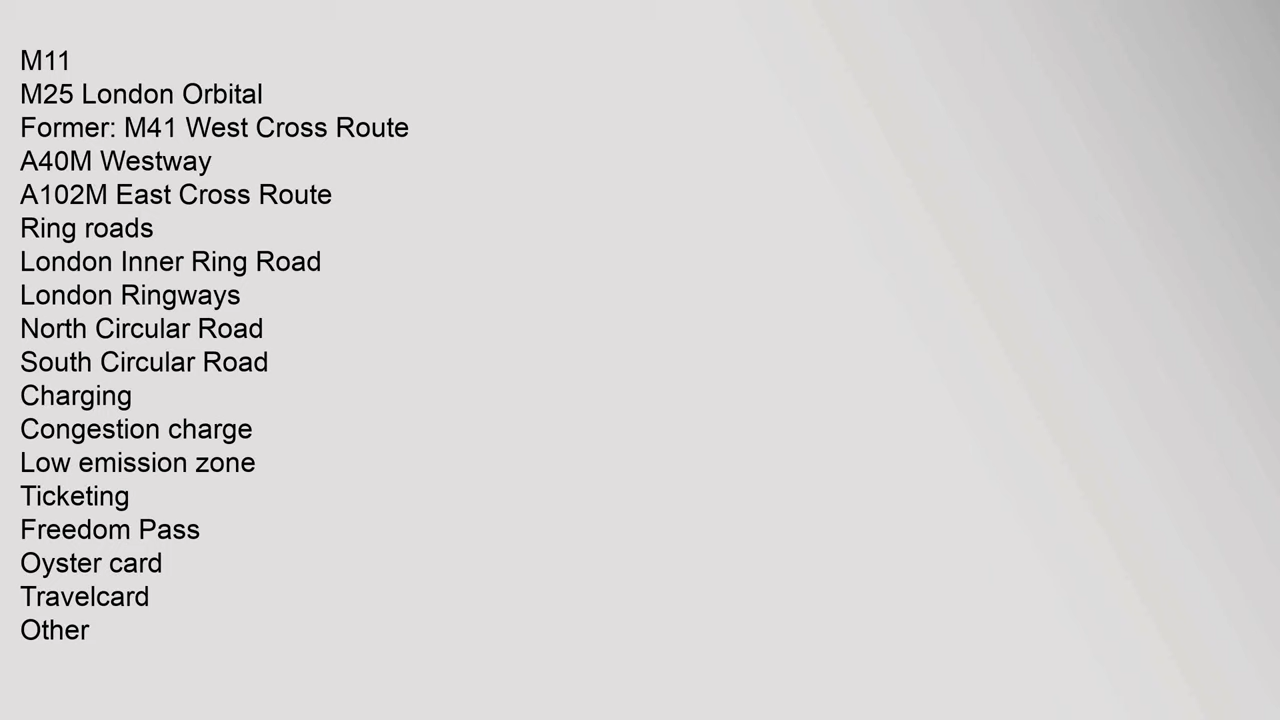 M11
M25 London Orbital
Former: M41 West Cross Route
A40M Westway
A102M East Cross Route
Ring roads
London Inner Ring Road
London Ringways
North Circular Road
South Circular Road
Charging
Congestion charge
Low emission zone
Ticketing
Freedom Pass
Oyster card
Travelcard
Other